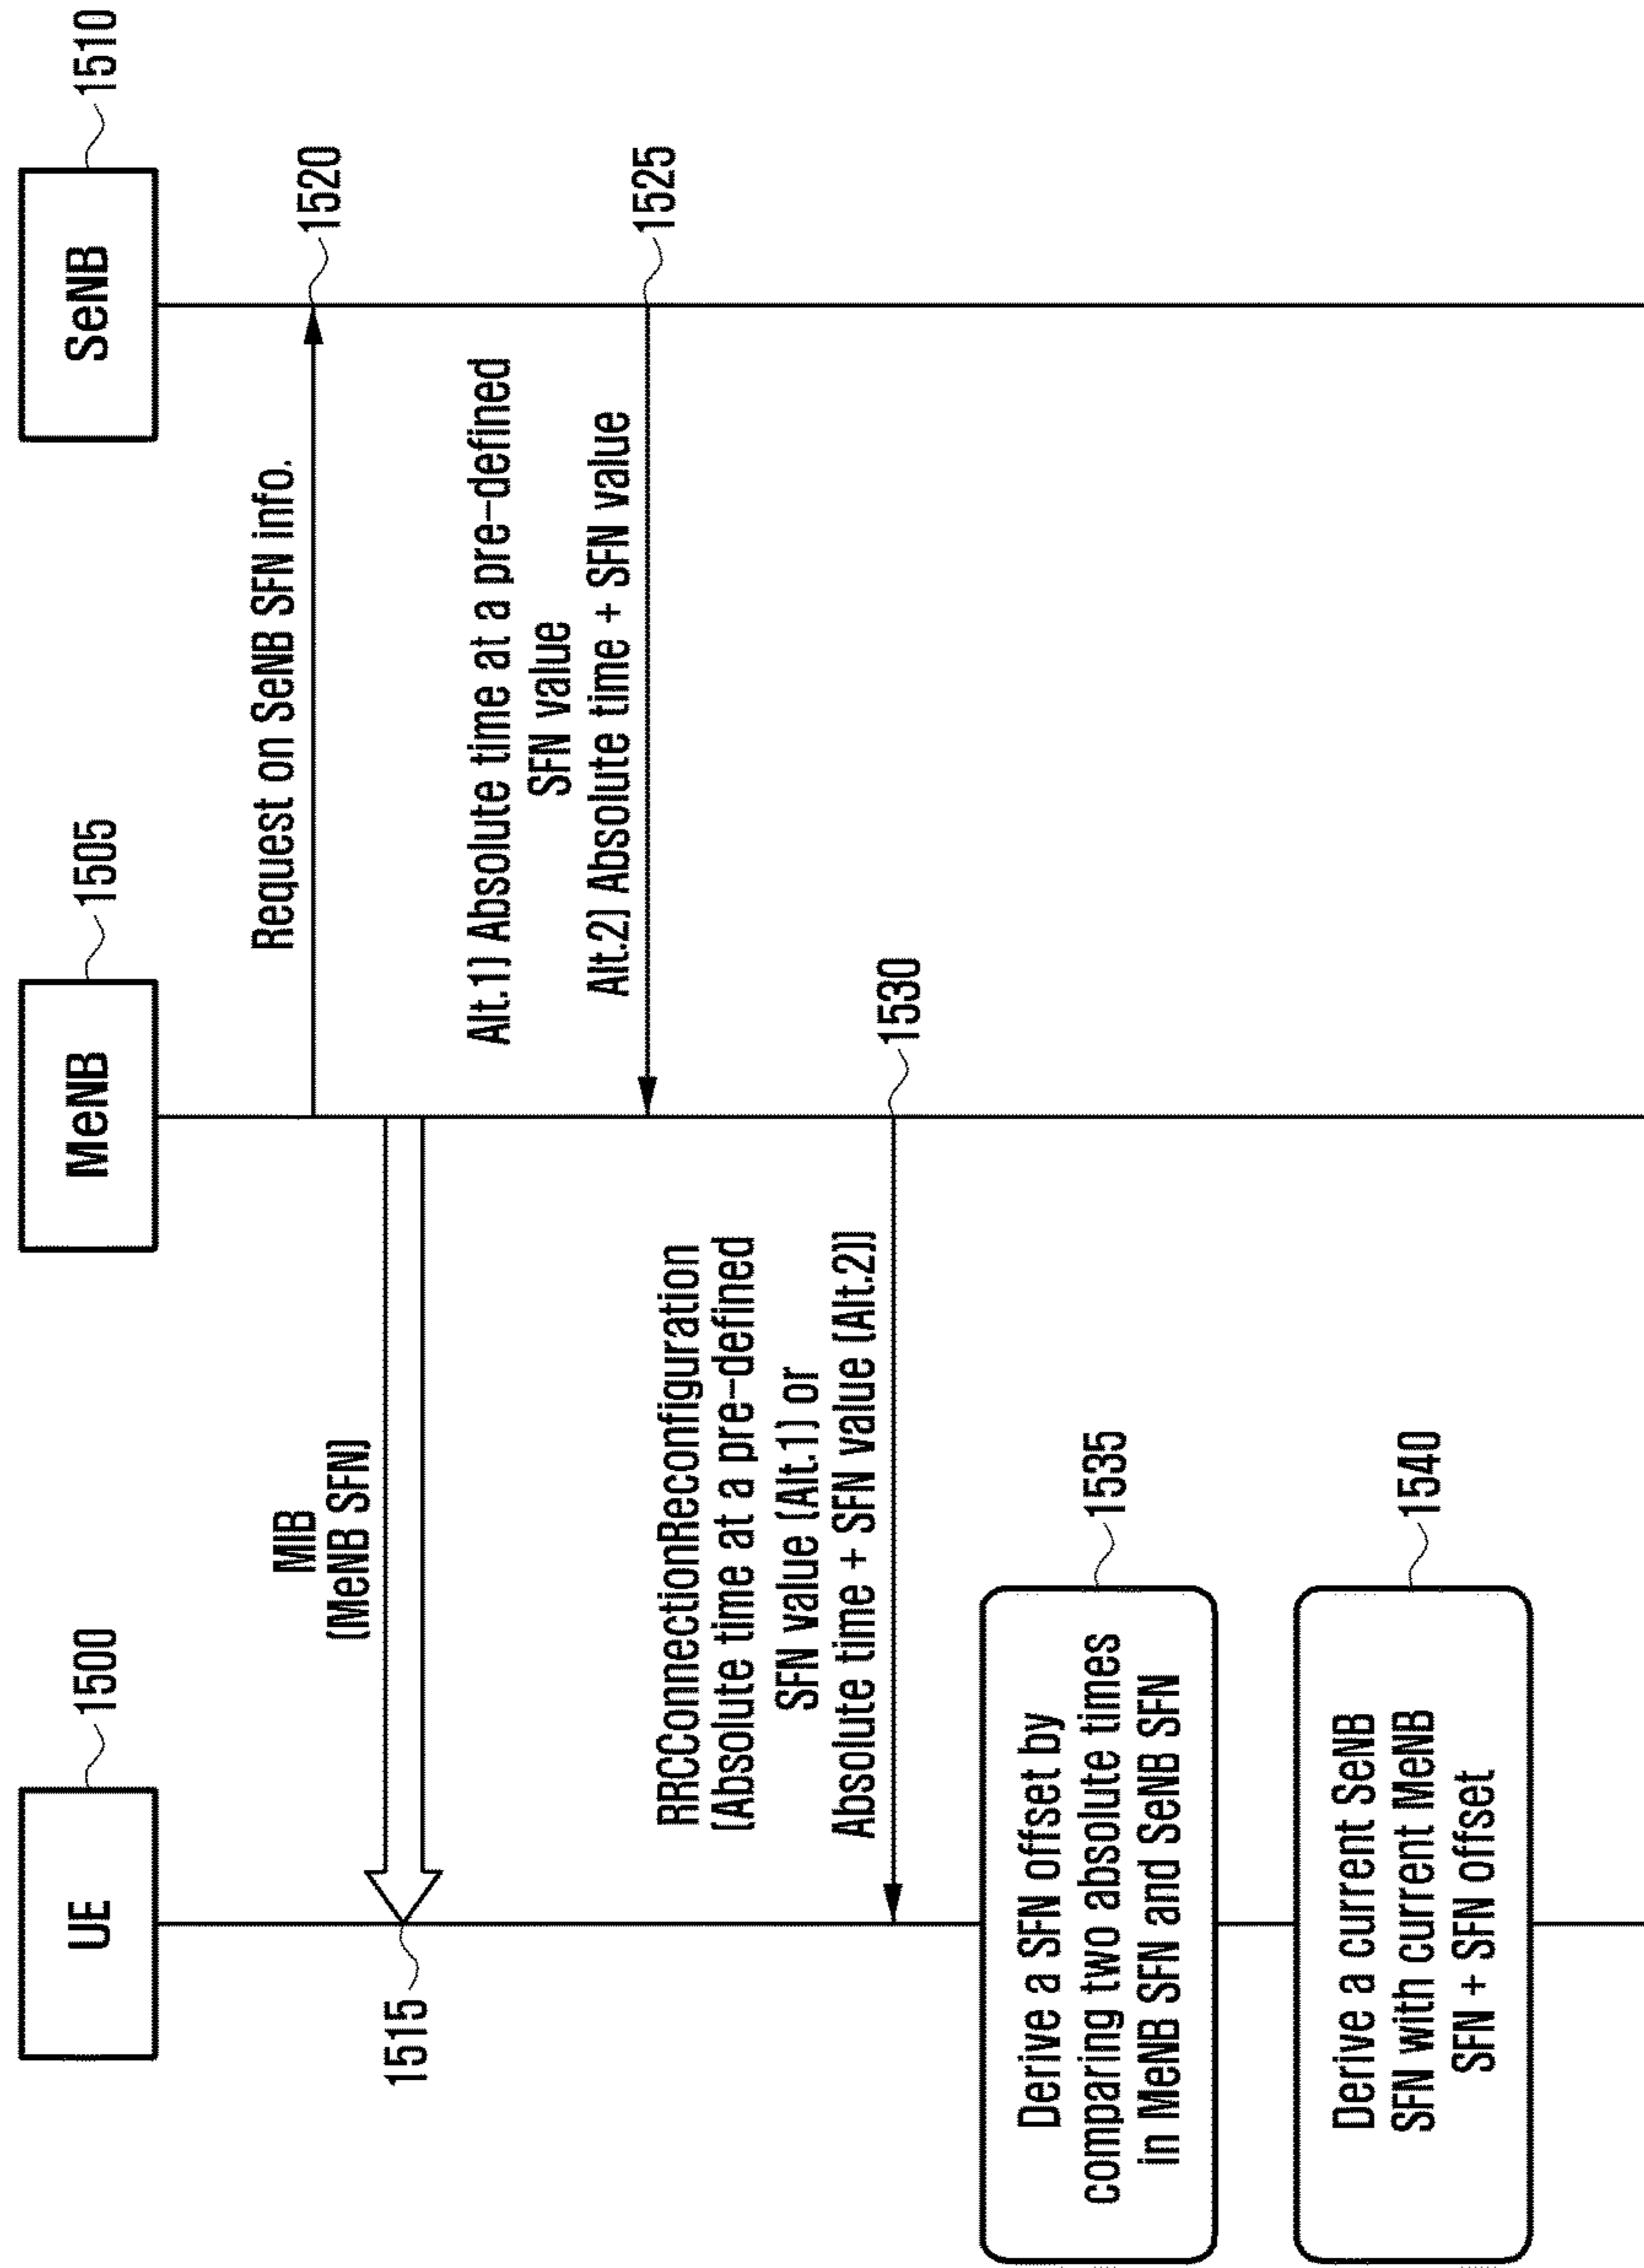 UE
1500
MeNB
1505
SeNB
1510
Request on SeNB SFN info.
1520
MIB
(MeNB SFN)
1515
Alt.1) Absolute time at a pre-defined
SFN value
Alt.2) Absolute time + SFN value
1525
RRCConnectionReconfiguration
(Absolute time at a pre-defined
SFN value (Alt.1) or
Absolute time + SFN value (Alt.2))
1530
Derive a SFN offset by
comparing two absolute times
in MeNB SFN and SeNB SFN
1535
Derive a current SeNB
SFN with current MeNB
SFN + SFN offset
1540